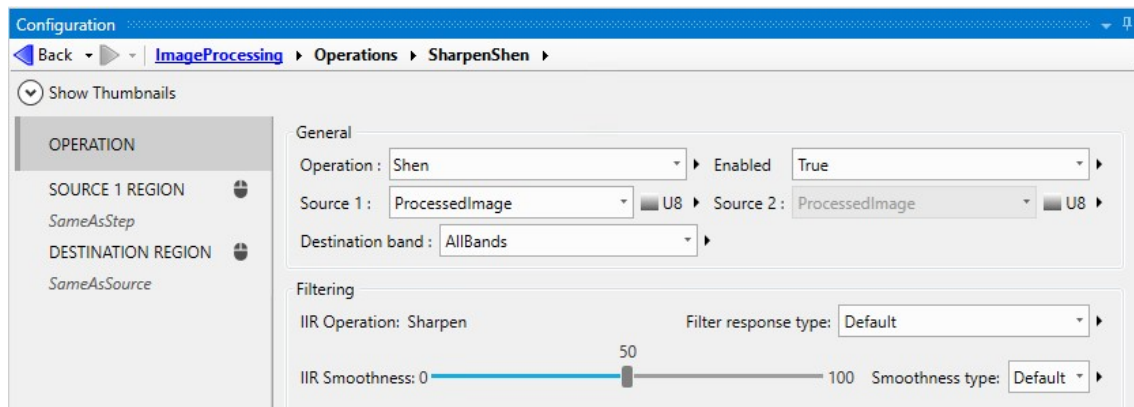 Configuration
Back ImageProcessing Operations SharpenShen
Show Thumbnails
OPERATION
SOURCE 1 REGION
SameAsStep
DESTINATION REGION
SameAsSource
General
Operation : Shen Enabled True
Source 1 : ProcessedImage U8 Source 2 : ProcessedImage U8
Destination band : AllBands
Filtering
IIR Operation: Sharpen Filter response type: Default
50
IIR Smoothness: 0 100 Smoothness type: Default